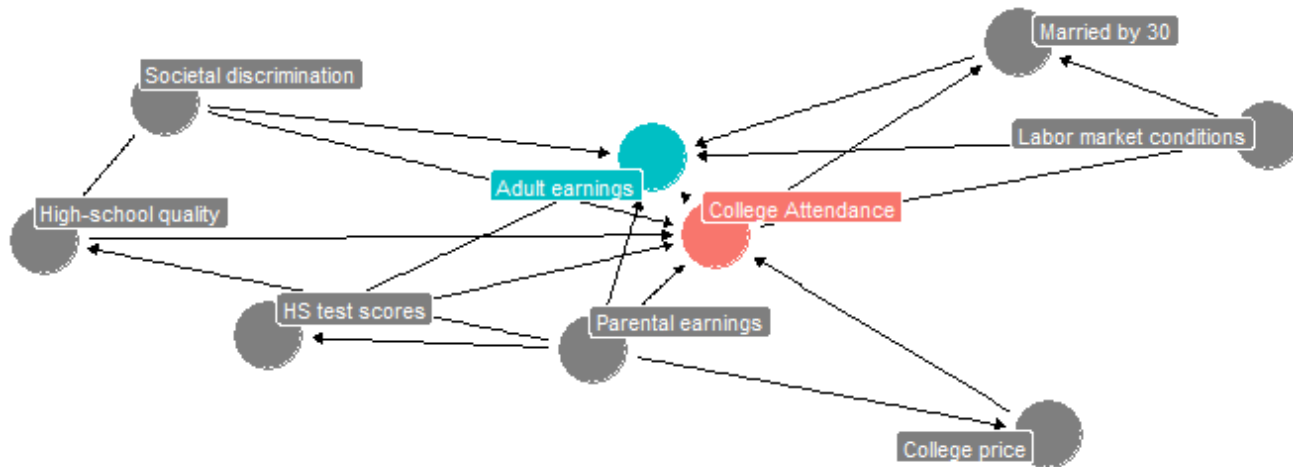 Married by 30
Societal discrimination
Labor market conditions
Adult earnings
College Attendance
High-school quality
HS test scores
Parental earnings
College price